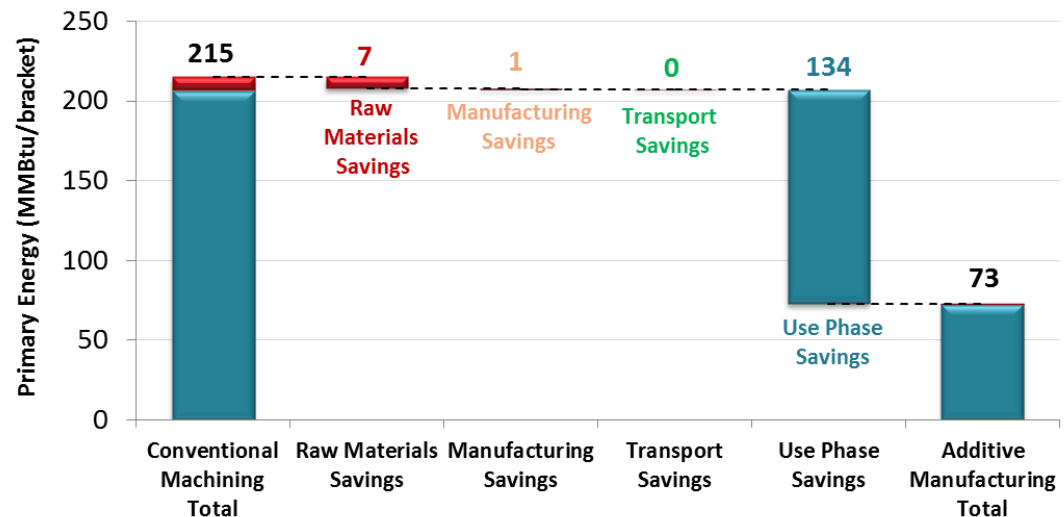 Primary Energy (MMBtu/bracket)
250
200
150
100
50
0
215
7
Raw
Materials
Savings
1
Manufacturing
Savings
0
Transport
Savings
134
Use Phase
Savings
73
Conventional
Machining
Total
Raw Materials
Savings
Manufacturing
Savings
Transport
Savings
Use Phase
Savings
Additive
Manufacturing
Total